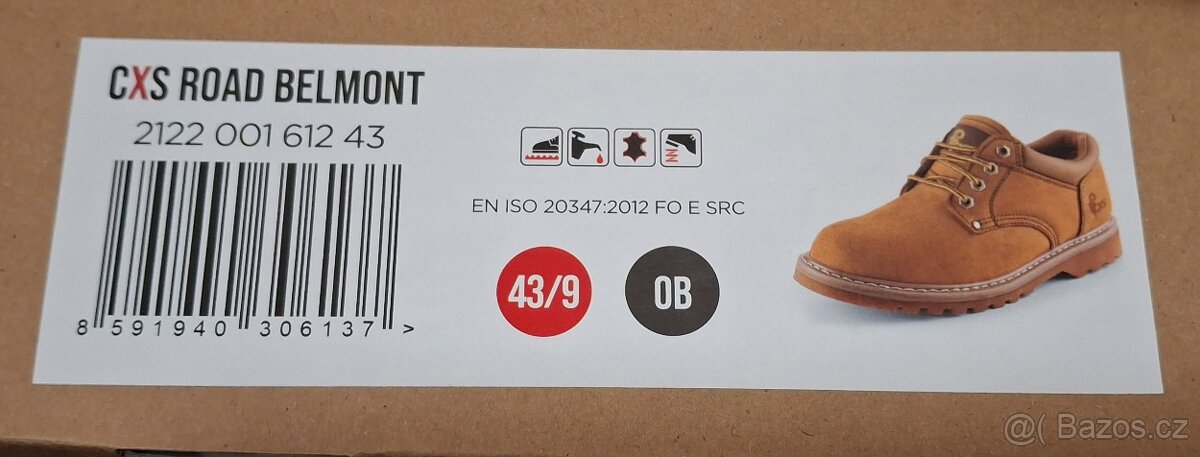 CXS ROAD BELMONT
2122 001 612 43
8 591940 306137 >
EN ISO 20347:2012 FO E SRC
43/9
OB
@( Bazos.cz